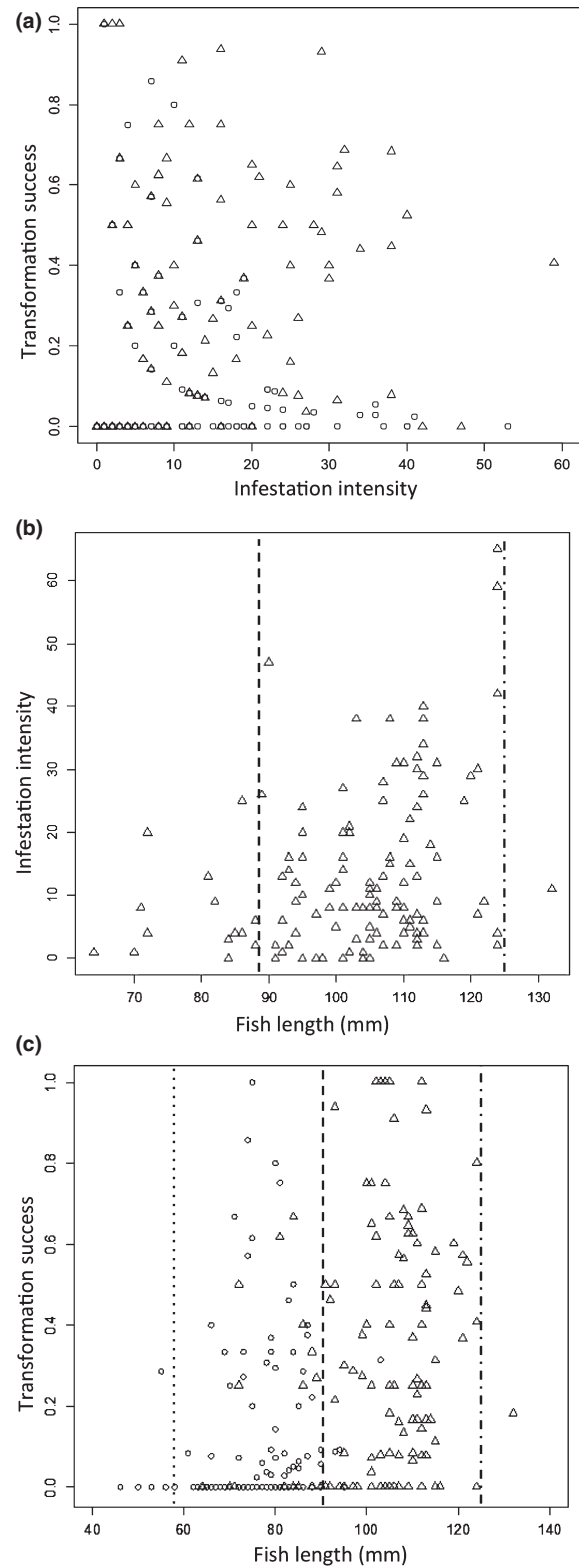 (a)
1.0
0.8
0.6
0.4
0.2
0.0
Transformation success
0 10 20 30 40 50 60
Infestation intensity
(b)
60
50
40
30
20
10
0
Infestation intensity
70 80 90 100 110 120 130
Fish length (mm)
(c)
1.0
0.8
0.6
0.4
0.2
0.0
Transformation success
40 60 80 100 120 140
Fish length (mm)